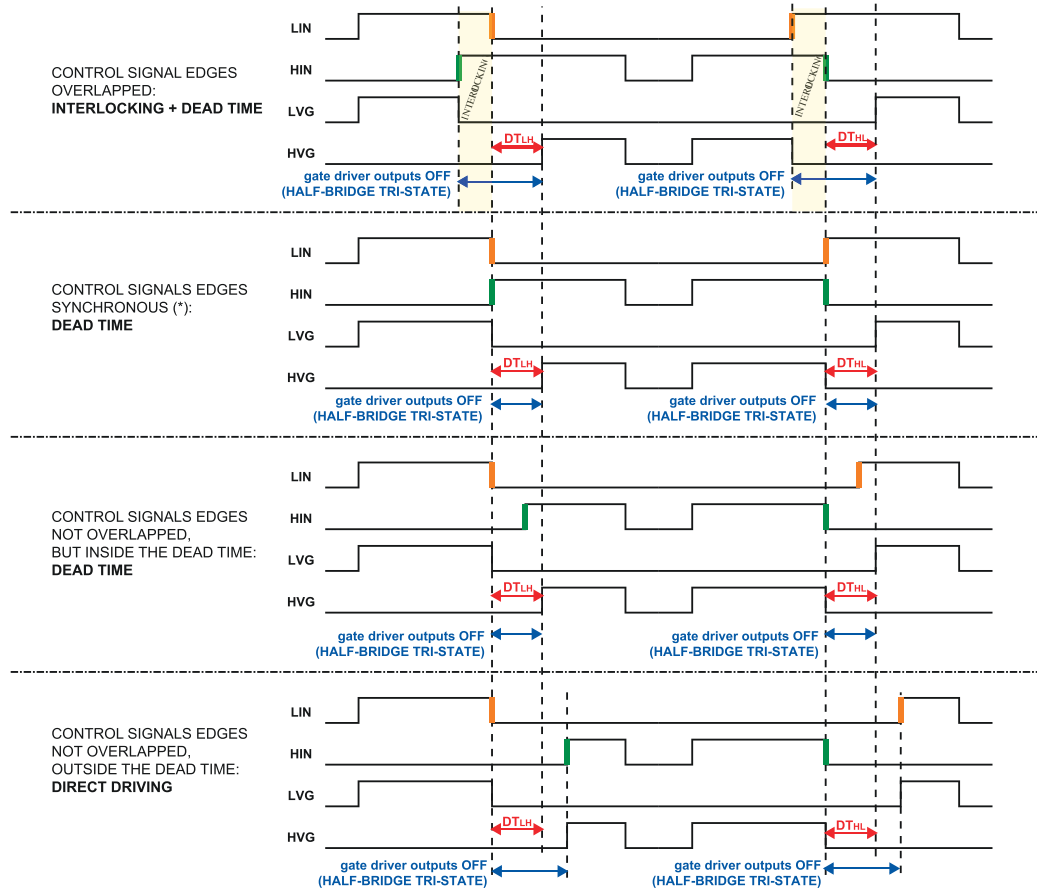 LIN
HIN
CONTROL SIGNAL EDGES
OVERLAPPED:
INTERLOCKING + DEAD TIME
INTERLOCKING
INTERLOCKING
LVG
HVG
DTLH
DTHL
gate driver outputs OFF
(HALF-BRIDGE TRI-STATE)
gate driver outputs OFF
(HALF-BRIDGE TRI-STATE)
LIN
CONTROL SIGNALS EDGES
SYNCHRONOUS (*):
DEAD TIME
HIN
LVG
HVG
DTLH
DTHL
gate driver outputs OFF
(HALF-BRIDGE TRI-STATE)
gate driver outputs OFF
(HALF-BRIDGE TRI-STATE)
LIN
CONTROL SIGNALS EDGES
NOT OVERLAPPED,
BUT INSIDE THE DEAD TIME:
DEAD TIME
HIN
LVG
HVG
DTLH
DTHL
gate driver outputs OFF
(HALF-BRIDGE TRI-STATE)
gate driver outputs OFF
(HALF-BRIDGE TRI-STATE)
LIN
CONTROL SIGNALS EDGES
NOT OVERLAPPED,
OUTSIDE THE DEAD TIME:
DIRECT DRIVING
HIN
LVG
HVG
DTLH
DTHL
gate driver outputs OFF
(HALF-BRIDGE TRI-STATE)
gate driver outputs OFF
(HALF-BRIDGE TRI-STATE)